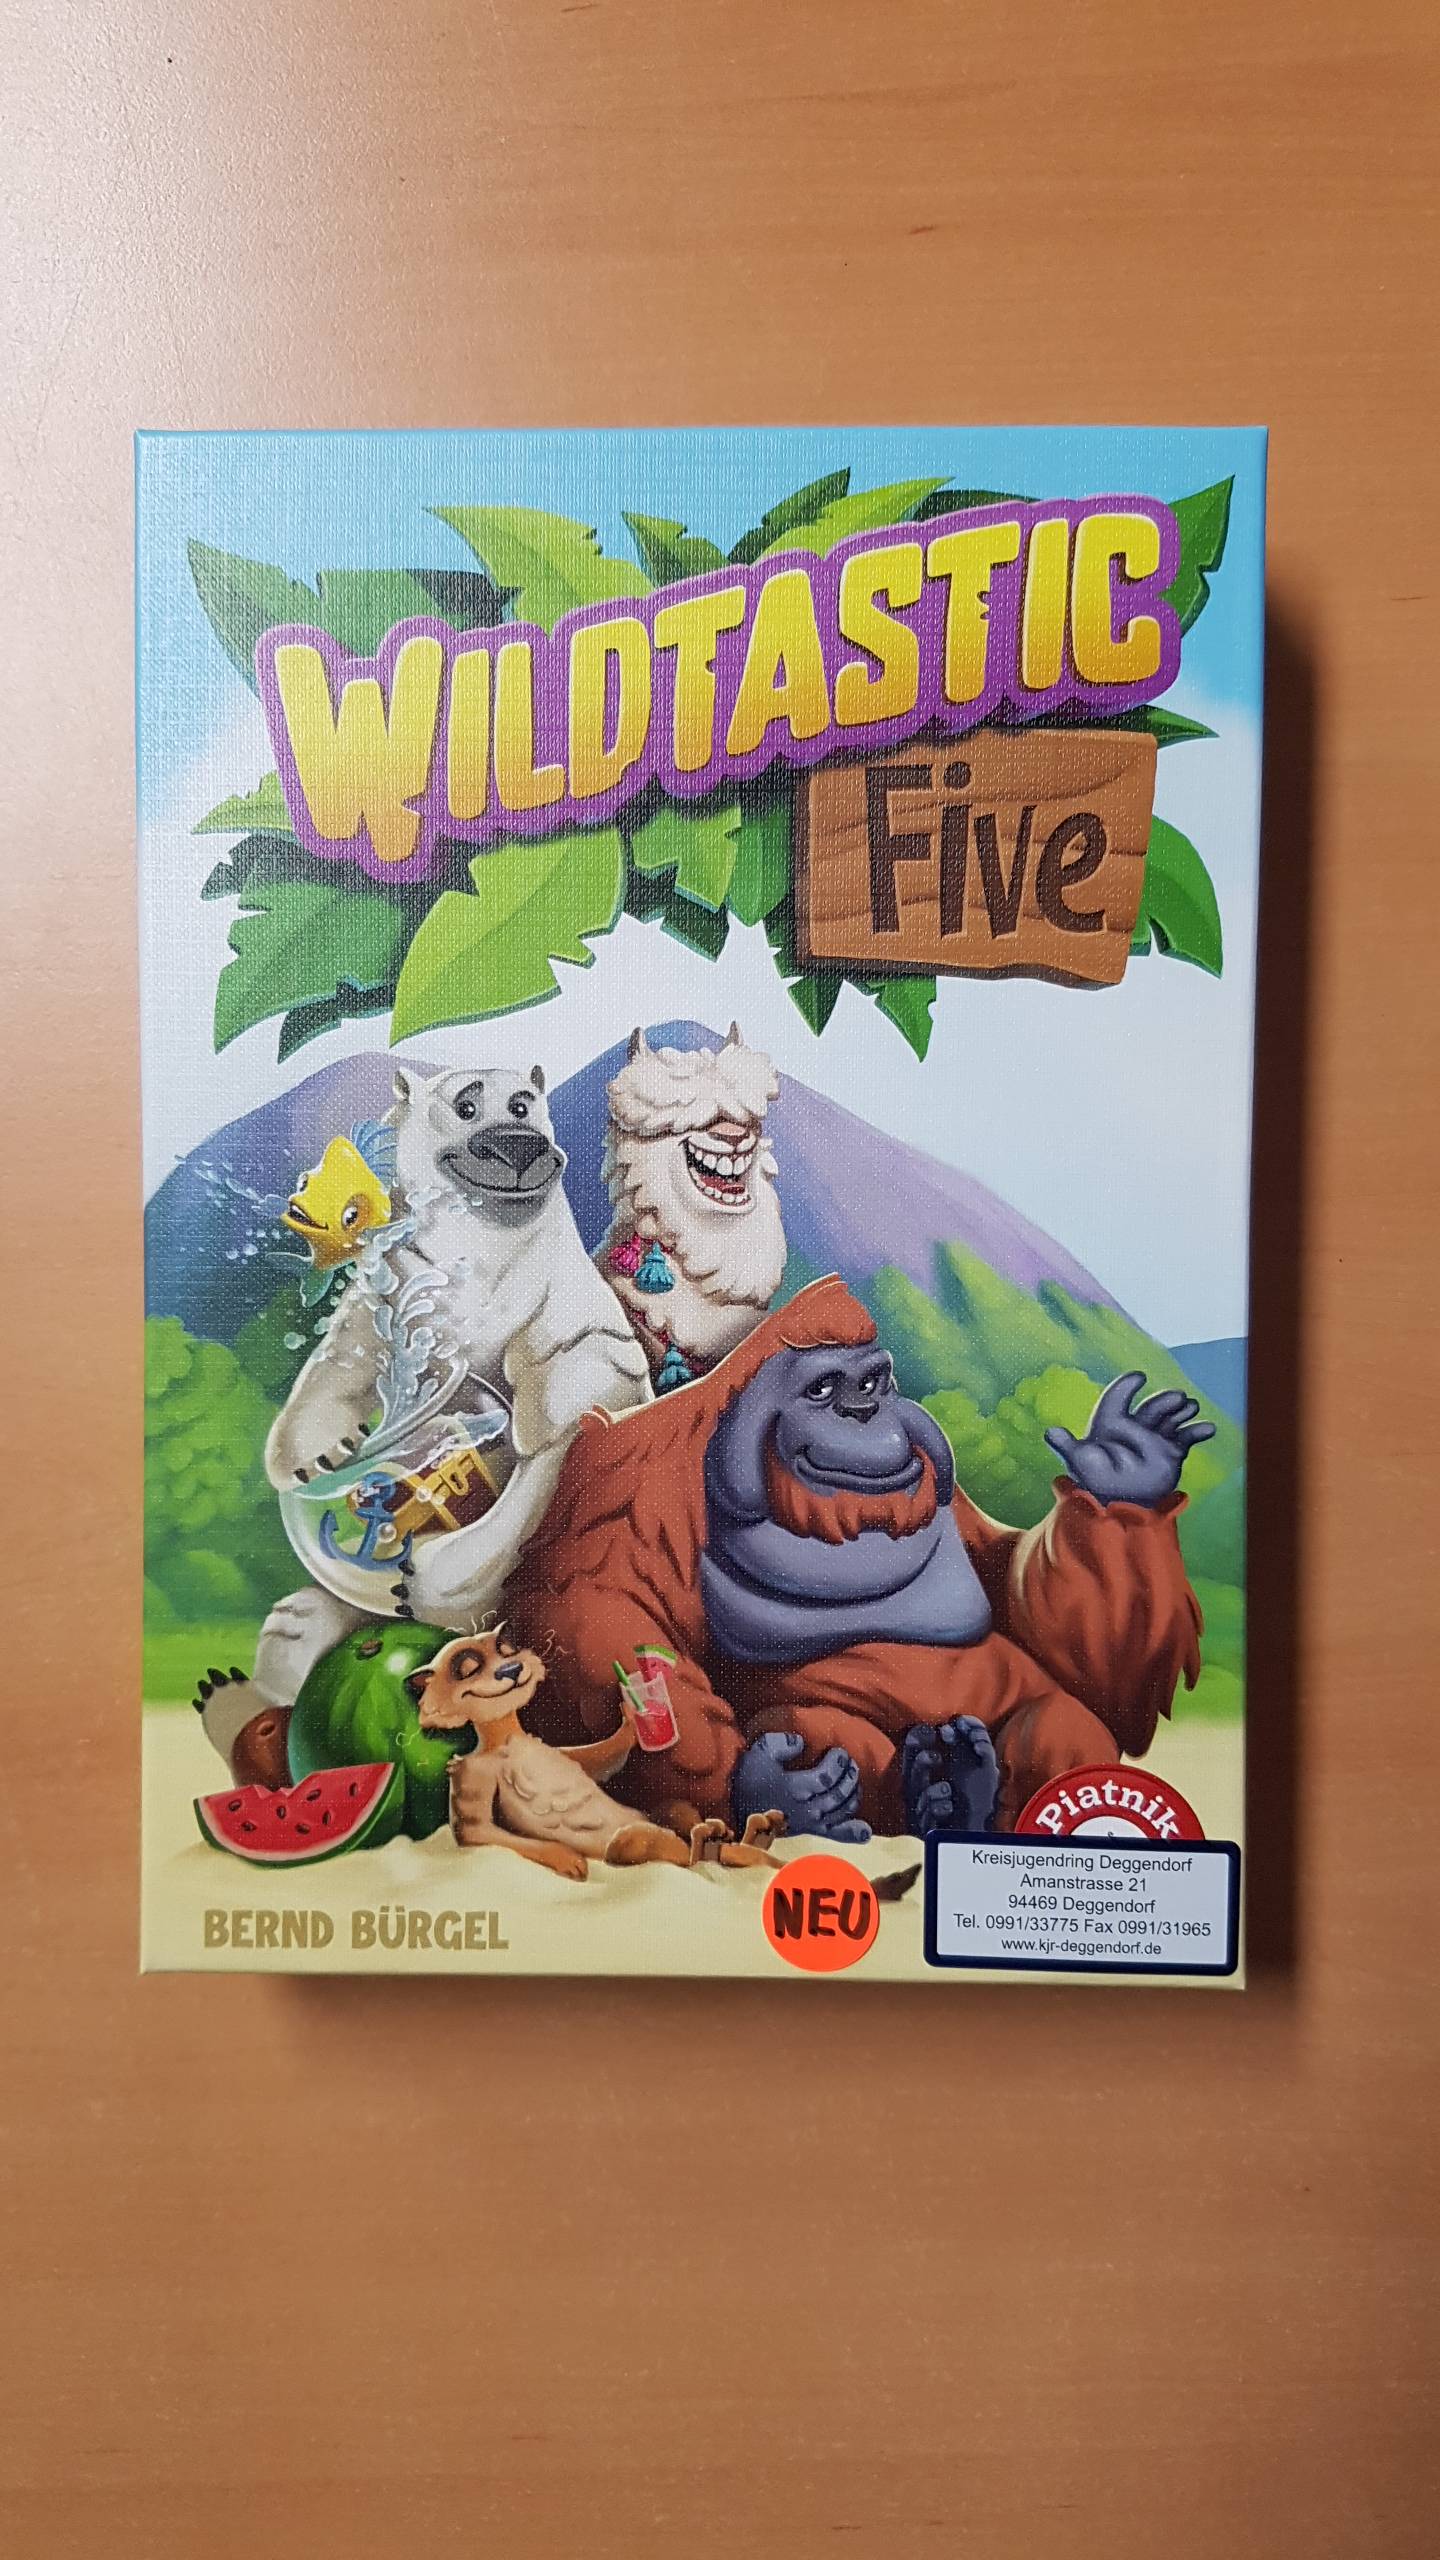 WILDTASTIC
Five
Piatnik
BERND BÜRGEL
NEU
Kreisjugendring Deggendorf
Amanstrasse 21
94469 Deggendorf
Tel. 0991/33775 Fax 0991/31965
www.kjr-deggendorf.de